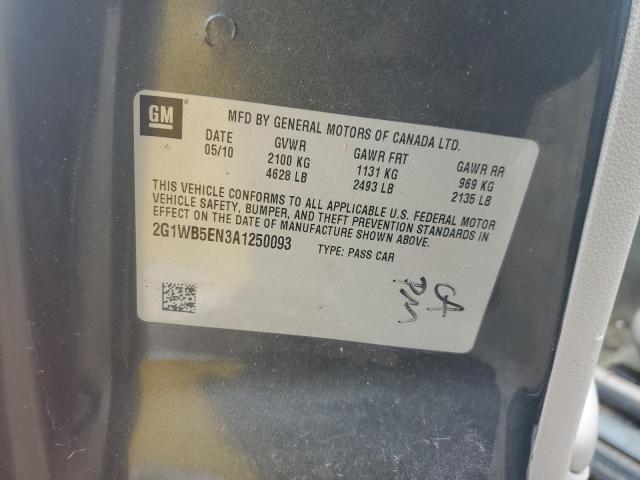 GM
MFD BY GENERAL MOTORS OF CANADA LTD.
DATE GVWR GAWR FRT GAWR RR
05/10 2100 KG 1131 KG 969 KG
4628 LB 2493 LB 2135 LB
THIS VEHICLE CONFORMS TO ALL APPLICABLE U.S. FEDERAL MOTOR
VEHICLE SAFETY, BUMPER, AND THEFT PREVENTION STANDARDS IN
EFFECT ON THE DATE OF MANUFACTURE SHOWN ABOVE.
2G1WB5EN3A1250093 TYPE: PASS CAR